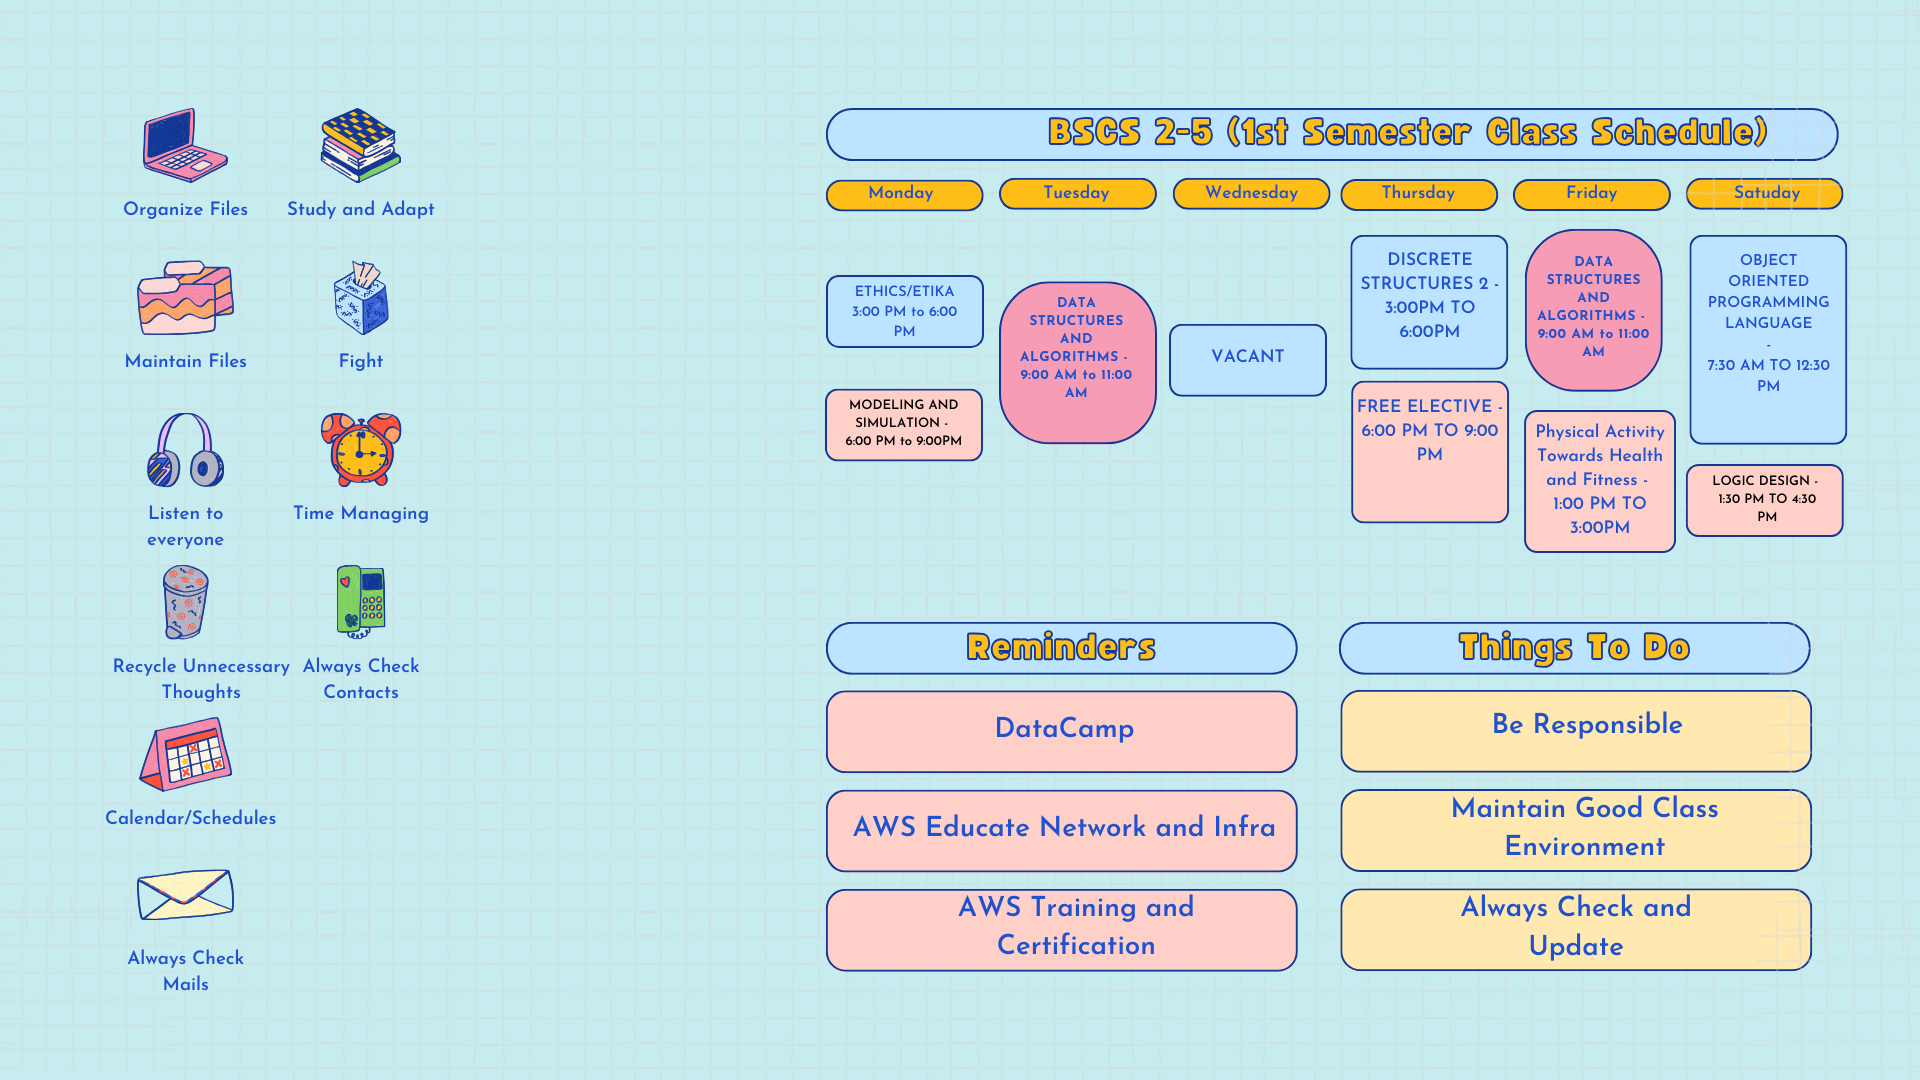 Organize Files
Study and Adapt
Maintain Files
Fight
Listen to
everyone
Time Managing
Recycle Unnecessary
Thoughts
Always Check
Contacts
Calendar/Schedules
Always Check
Mails
BSCS 2-5 (1st Semester Class Schedule)
Monday
Tuesday
Wednesday
Thursday
Friday
Satuday
ETHICS/ETIKA
3:00 PM to 6:00
PM
MODELING AND
SIMULATION -
6:00 PM to 9:00PM
DATA
STRUCTURES
AND
ALGORITHMS -
9:00 AM to 11:00
AM
VACANT
DISCRETE
STRUCTURES 2 -
3:00PM TO
6:00PM
FREE ELECTIVE -
6:00 PM TO 9:00
PM
DATA
STRUCTURES
AND
ALGORITHMS -
9:00 AM to 11:00
AM
Physical Activity
Towards Health
and Fitness -
1:00 PM TO
3:00PM
OBJECT
ORIENTED
PROGRAMMING
LANGUAGE
-
7:30 AM TO 12:30
PM
LOGIC DESIGN -
1:30 PM TO 4:30
PM
Reminders
DataCamp
AWS Educate Network and Infra
AWS Training and
Certification
Things To Do
Be Responsible
Maintain Good Class
Environment
Always Check and
Update